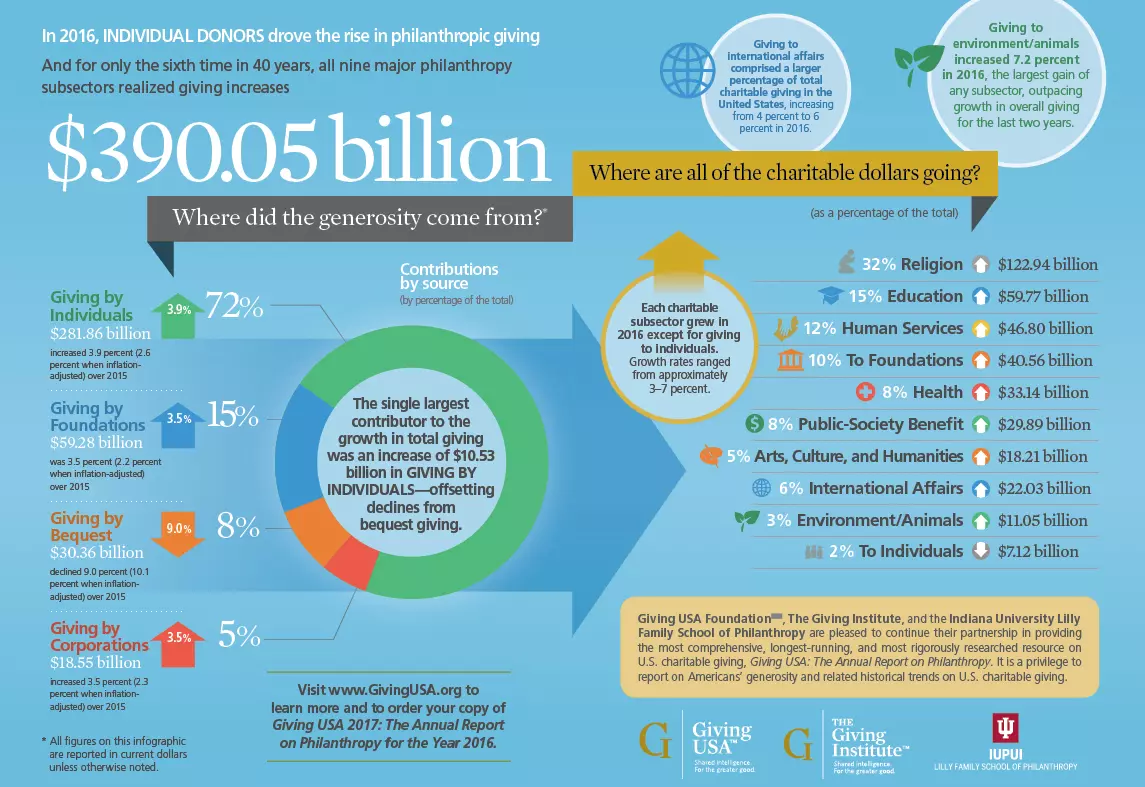 In 2016, INDIVIDUAL DONORS drove the rise in philanthropic giving
And for only the sixth time in 40 years, all nine major philanthropy
subsectors realized giving increases
$390.05 billion
Where did the generosity come from?*
Giving to
international affairs
comprised a larger
percentage of total
charitable giving in the
United States, increasing
from 4 percent to 6
percent in 2016.
Giving to
environment/animals
increased 7.2 percent
in 2016, the largest gain of
any subsector, outpacing
growth in overall giving
for the last two years.
Where are all of the charitable dollars going?
(as a percentage of the total)
Contributions
by source
(by percentage of the total)
Giving by
Individuals
$281.86 billion
3.9%
72%
increased 3.9 percent (2.6
percent when inflation-
adjusted) over 2015
Giving by
Foundations
$59.28 billion
3.5%
15%
was 3.5 percent (2.2 percent
when inflation-adjusted)
over 2015
Giving by
Bequest
$30.36 billion
9.0%
8%
declined 9.0 percent (10.1
percent when inflation-
adjusted) over 2015
Giving by
Corporations
$18.55 billion
3.5%
5%
increased 3.5 percent (2.3
percent when inflation-
adjusted) over 2015
* All figures on this infographic
are reported in current dollars
unless otherwise noted.
The single largest
contributor to the
growth in total giving
was an increase of $10.53
billion in GIVING BY
INDIVIDUALS—offsetting
declines from
bequest giving.
Visit www.GivingUSA.org to
learn more and to order your copy of
Giving USA 2017: The Annual Report
on Philanthropy for the Year 2016.
Each charitable
subsector grew in
2016 except for giving
to individuals.
Growth rates ranged
from approximately
3–7 percent.
32% Religion $122.94 billion
15% Education $59.77 billion
12% Human Services $46.80 billion
10% To Foundations $40.56 billion
8% Health $33.14 billion
$ 8% Public-Society Benefit $29.89 billion
5% Arts, Culture, and Humanities $18.21 billion
6% International Affairs $22.03 billion
3% Environment/Animals $11.05 billion
2% To Individuals $7.12 billion
Giving USA Foundation, The Giving Institute, and the Indiana University Lilly
Family School of Philanthropy are pleased to continue their partnership in providing
the most comprehensive, longest-running, and most rigorously researched resource on
U.S. charitable giving, Giving USA: The Annual Report on Philanthropy. It is a privilege to
report on Americans' generosity and related historical trends on U.S. charitable giving.
G
Giving
USA™
Shared intelligence.
For the greater good.
G
THE
Giving
Institute™
Shared intelligence.
For the greater good.
IUPUI
LILLY FAMILY SCHOOL OF PHILANTHROPY